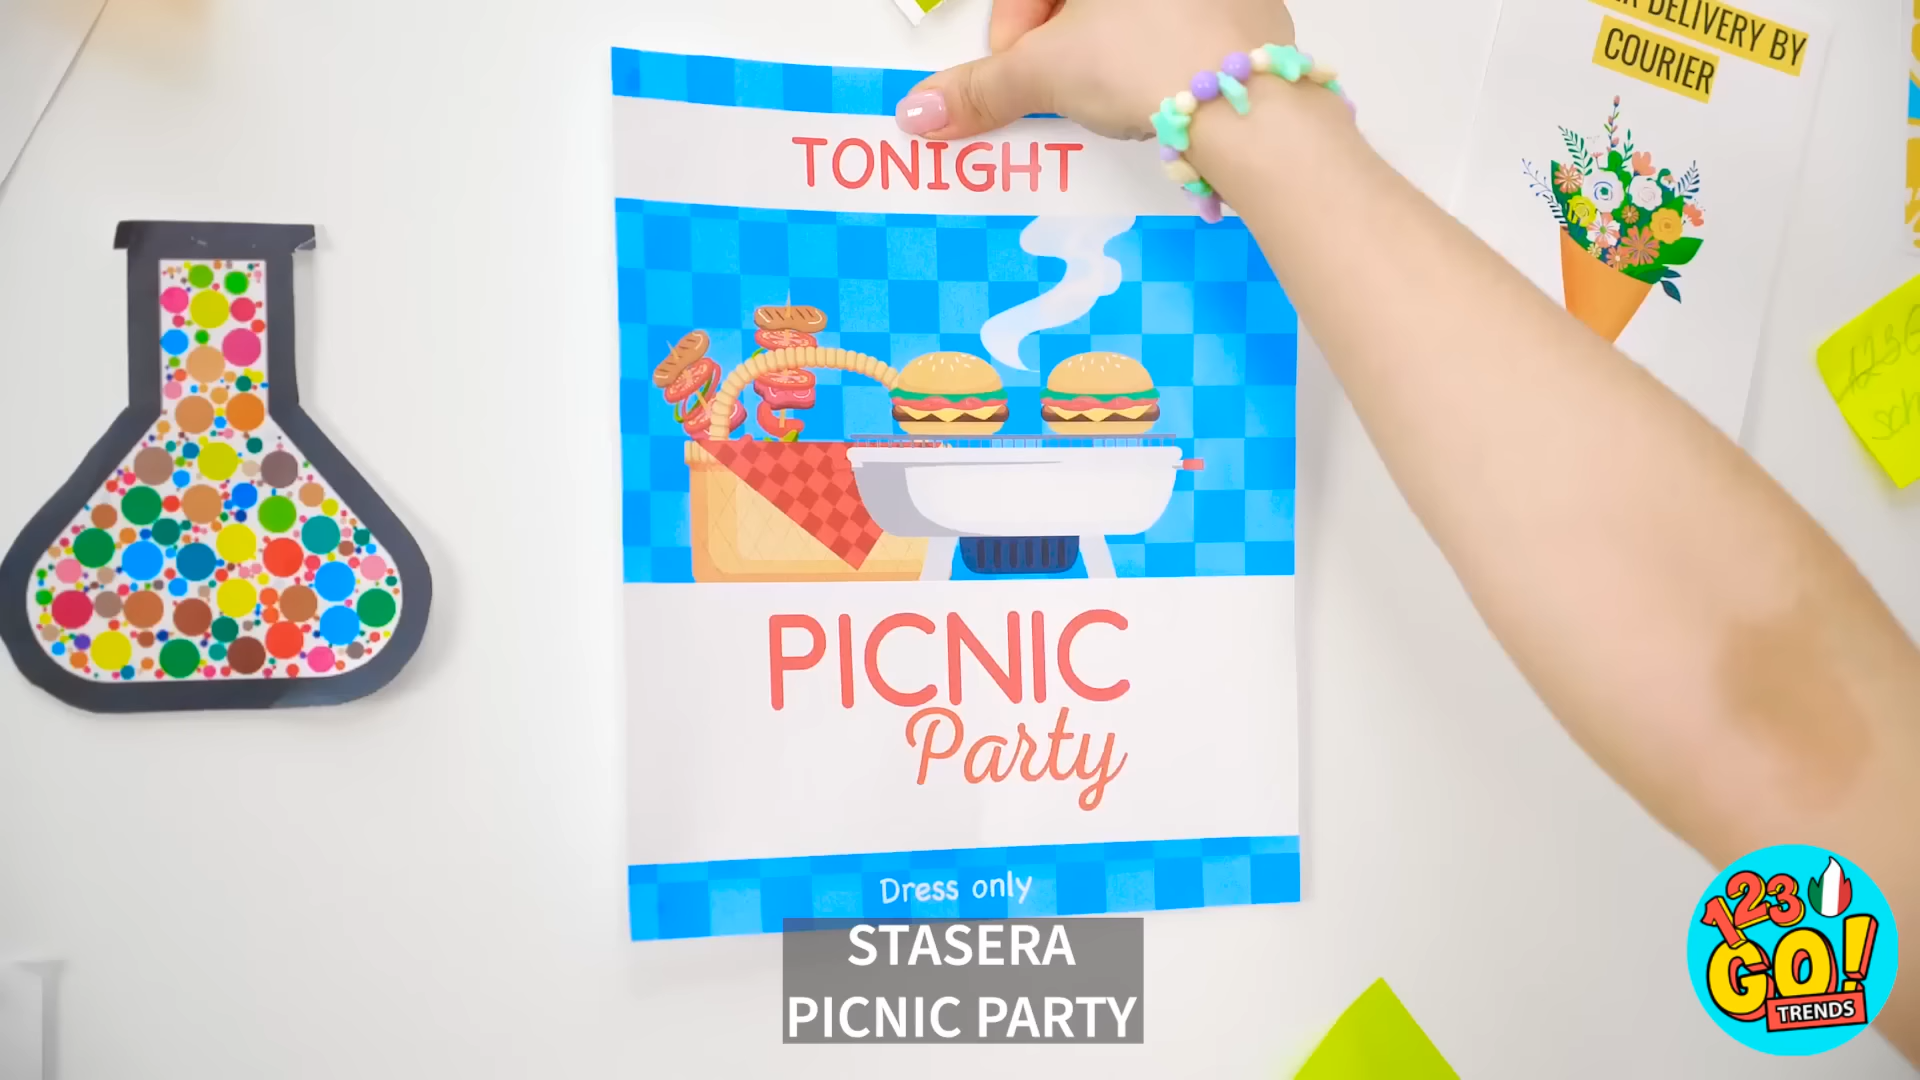 DELIVERY BY
COURIER
TONIGHT
PICNIC
Party
Dress only
STASERA
PICNIC PARTY
123
GO!
TRENDS